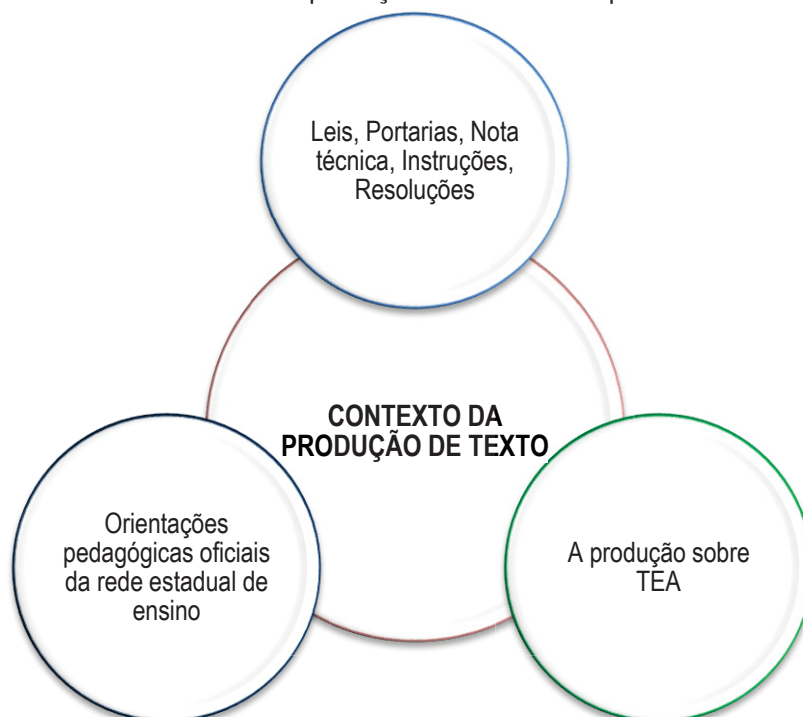 Leis, Portarias, Nota
técnica, Instruções,
Resoluções
CONTEXTO DA
PRODUÇÃO DE TEXTO
Orientações
pedagógicas oficiais
da rede estadual de
ensino
A produção sobre
TEA